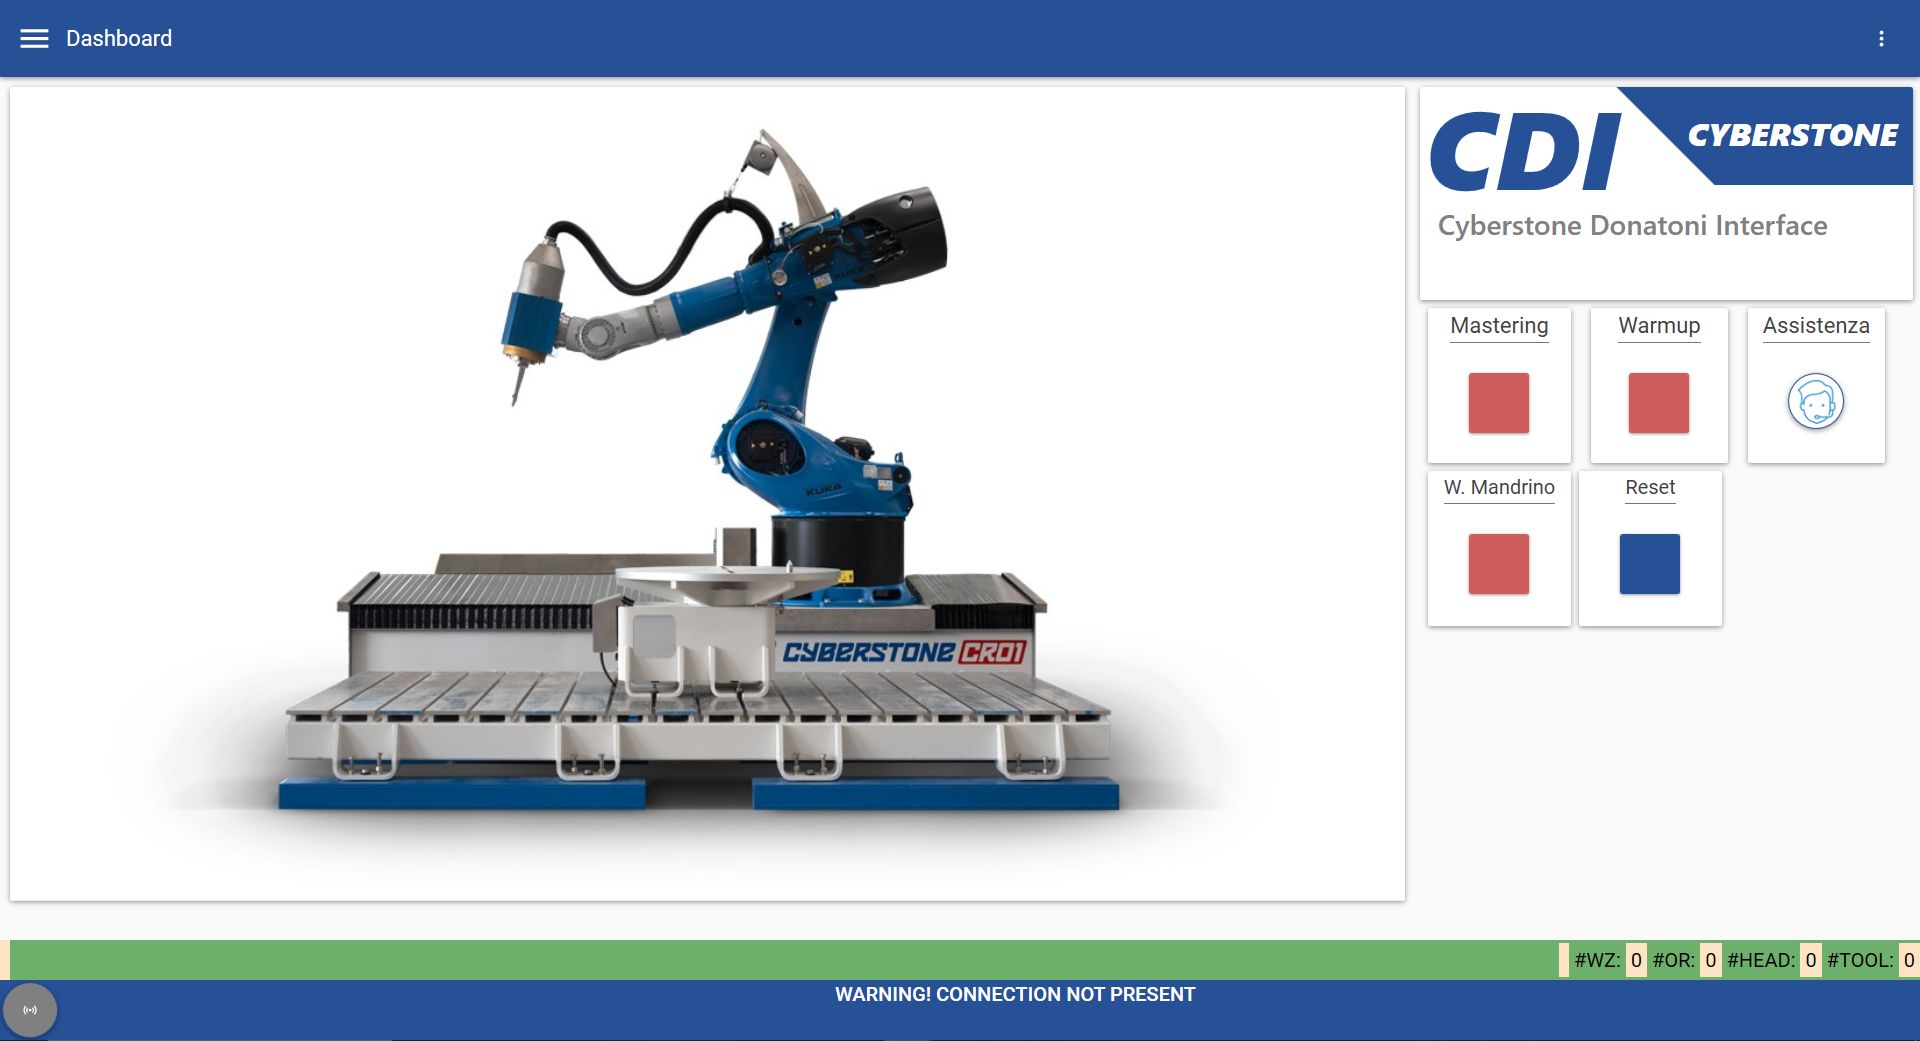 Dashboard
CDI
CYBERSTONE
Cyberstone Donatoni Interface
Mastering
Warmup
Assistenza
W. Mandrino
Reset
KUKA
KUKA
CYBERSTONE CR01
#WZ: 0 #OR: 0 #HEAD: 0 #TOOL: 0
WARNING! CONNECTION NOT PRESENT